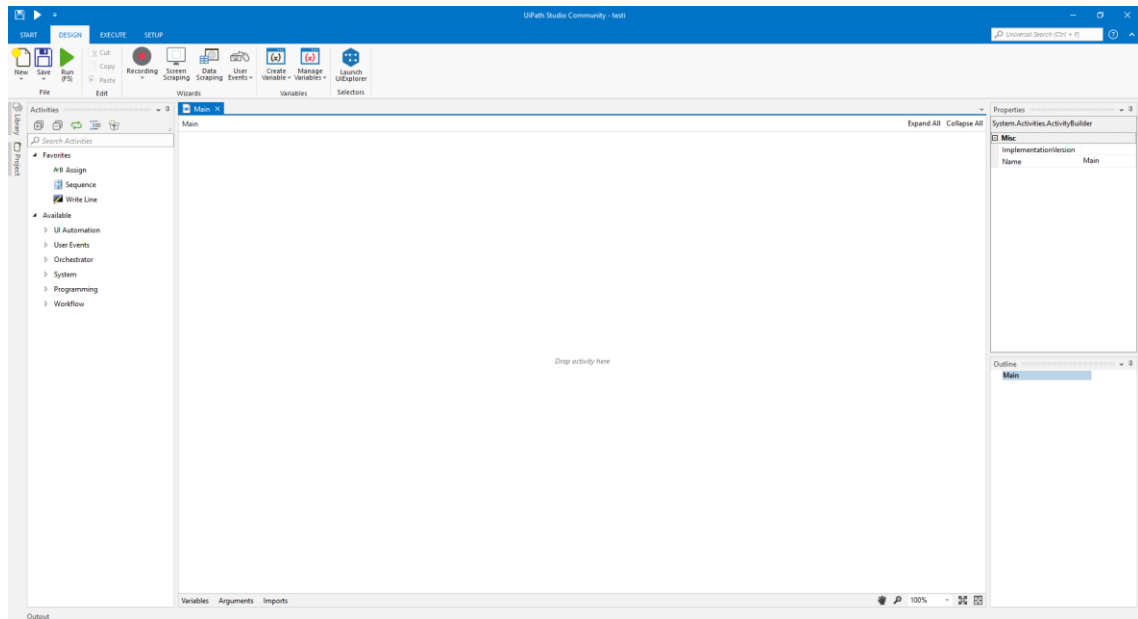 UiPath Studio Community - testi
START DESIGN EXECUTE SETUP
Universal Search (Ctrl + F)
New Save Run (F5)
Cut
Copy
Paste
Recording
Screen Scraping
Data Scraping
User Events
Create Variable
Manage Variables
Launch UiExplorer
File Edit Wizards Variables Selectors
Library
Project
Activities
Search Activities
Favorites
A+B Assign
Sequence
Write Line
Available
UI Automation
User Events
Orchestrator
System
Programming
Workflow
Main
Main Expand All Collapse All
Drop activity here
Variables Arguments Imports 100%
Properties
System.Activities.ActivityBuilder
Misc
ImplementationVersion
Name Main
Outline
Main
Output